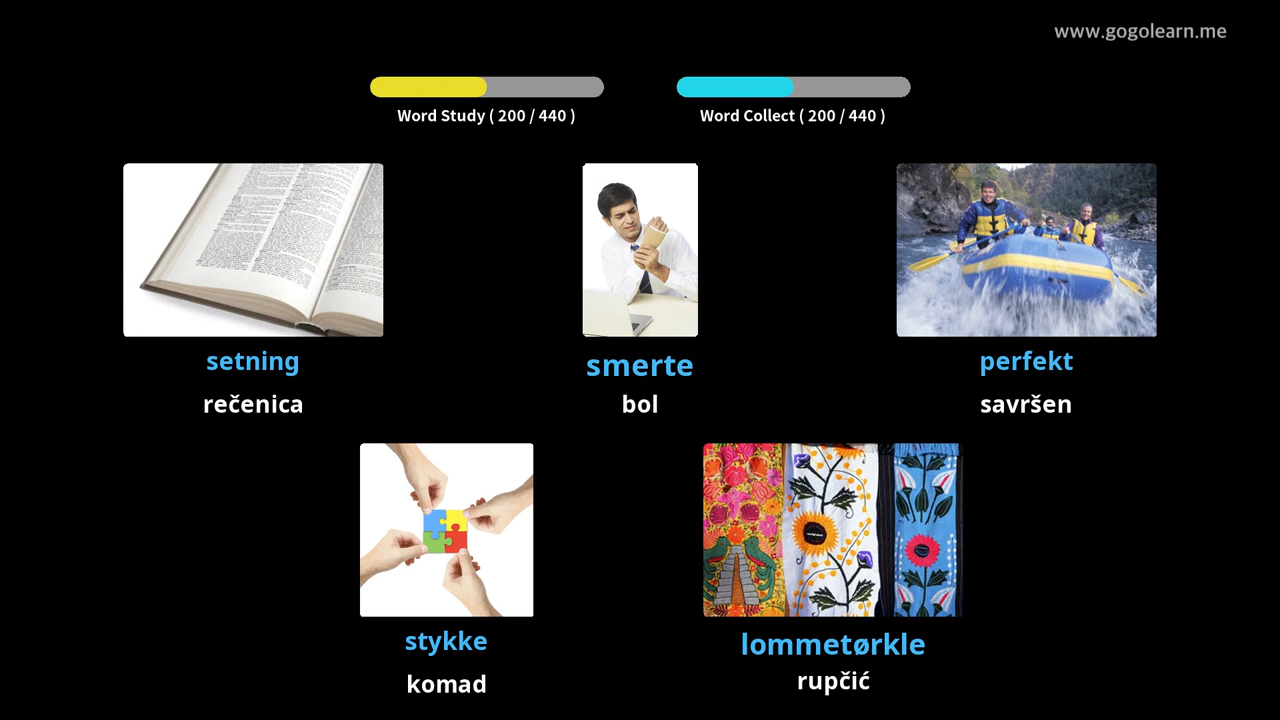 www.gogolearn.me
Word Study ( 200 / 440 )
Word Collect ( 200 / 440 )
setning
rečenica
smerte
bol
perfekt
savršen
stykke
komad
lommetørkle
rupčić